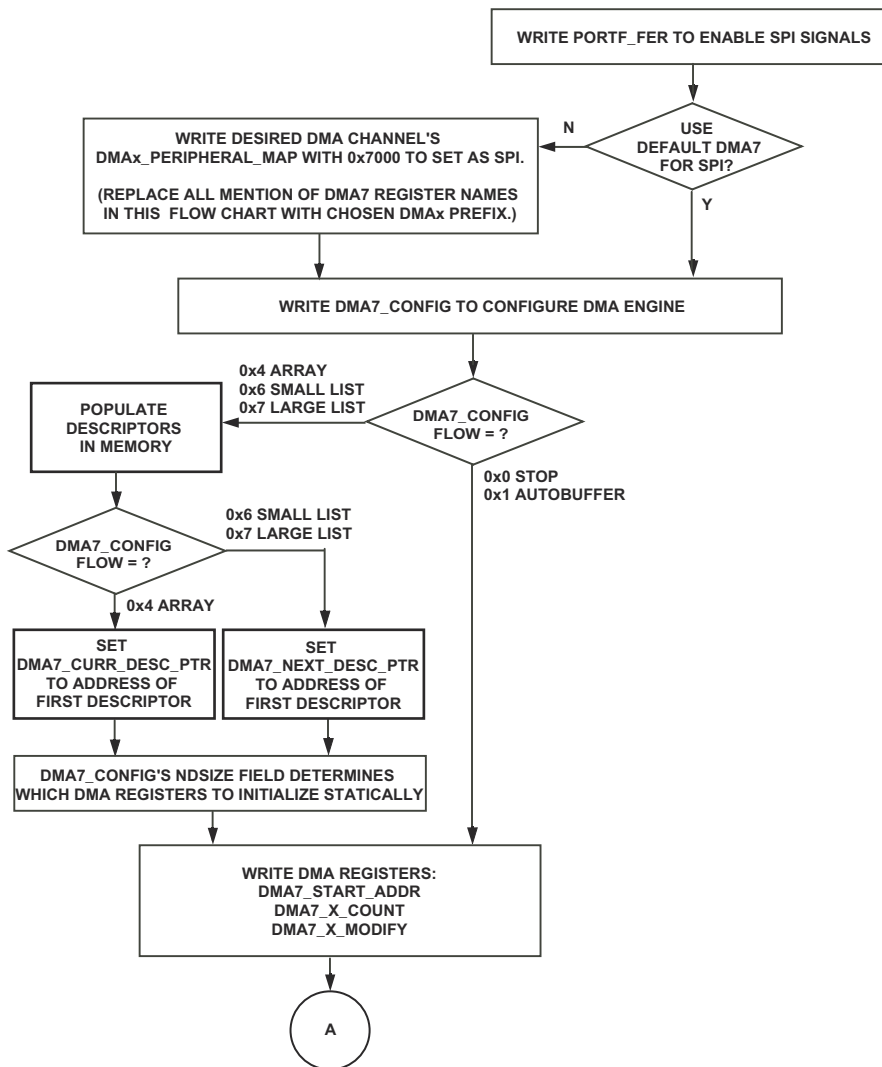 WRITE PORTF_FER TO ENABLE SPI SIGNALS
USE
DEFAULT DMA7
FOR SPI?
N
Y
WRITE DESIRED DMA CHANNEL'S
DMAx_PERIPHERAL_MAP WITH 0x7000 TO SET AS SPI.
(REPLACE ALL MENTION OF DMA7 REGISTER NAMES
IN THIS FLOW CHART WITH CHOSEN DMAx PREFIX.)
WRITE DMA7_CONFIG TO CONFIGURE DMA ENGINE
DMA7_CONFIG
FLOW = ?
0x4 ARRAY
0x6 SMALL LIST
0x7 LARGE LIST
0x0 STOP
0x1 AUTOBUFFER
POPULATE
DESCRIPTORS
IN MEMORY
DMA7_CONFIG
FLOW = ?
0x6 SMALL LIST
0x7 LARGE LIST
0x4 ARRAY
SET
DMA7_CURR_DESC_PTR
TO ADDRESS OF
FIRST DESCRIPTOR
SET
DMA7_NEXT_DESC_PTR
TO ADDRESS OF
FIRST DESCRIPTOR
DMA7_CONFIG'S NDSIZE FIELD DETERMINES
WHICH DMA REGISTERS TO INITIALIZE STATICALLY
WRITE DMA REGISTERS:
DMA7_START_ADDR
DMA7_X_COUNT
DMA7_X_MODIFY
A